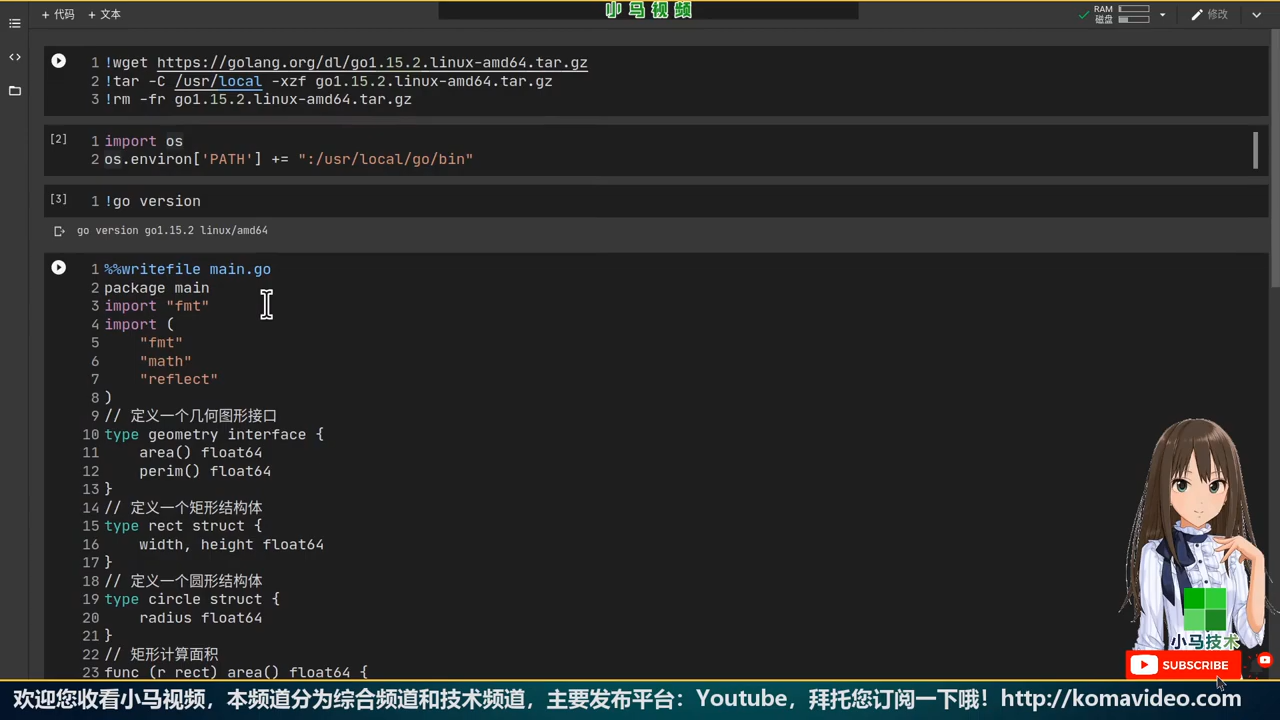 小马视频
+ 代码 + 文本
RAM
磁盘
修改
1 !wget https://golang.org/dl/go1.15.2.linux-amd64.tar.gz
2 !tar -C /usr/local -xzf go1.15.2.linux-amd64.tar.gz
3 !rm -fr go1.15.2.linux-amd64.tar.gz
[2] 1 import os
2 os.environ['PATH'] += ":/usr/local/go/bin"
[3] 1 !go version
go version go1.15.2 linux/amd64
1 %%writefile main.go
2 package main
3 import "fmt"
4 import (
5 "fmt"
6 "math"
7 "reflect"
8 )
9 // 定义一个几何图形接口
10 type geometry interface {
11 area() float64
12 perim() float64
13 }
14 // 定义一个矩形结构体
15 type rect struct {
16 width, height float64
17 }
18 // 定义一个圆形结构体
19 type circle struct {
20 radius float64
21 }
22 // 矩形计算面积
23 func (r rect) area() float64 {
小马技术
SUBSCRIBE
欢迎您收看小马视频，本频道分为综合频道和技术频道，主要发布平台：Youtube，拜托您订阅一下哦！http://komavideo.com